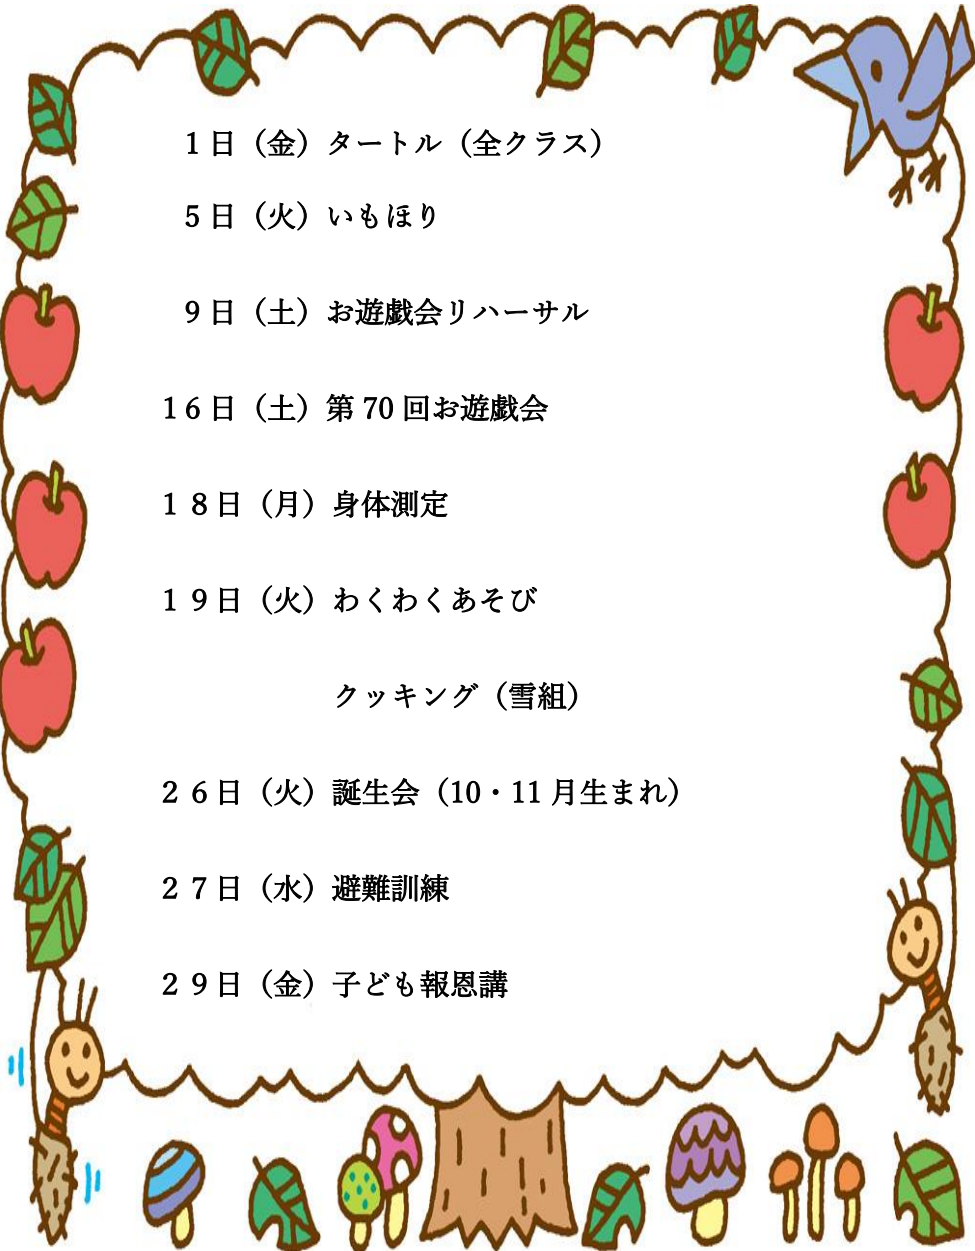 1日（金）タートル（全クラス）
5日（火）いもほり
9日（土）お遊戯会リハーサル
16日（土）第70回お遊戯会
１８日（月）身体測定
１９日（火）わくわくあそび
クッキング（雪組）
２６日（火）誕生会（10・11月生まれ）
２７日（水）避難訓練
２９日（金）子ども報恩講